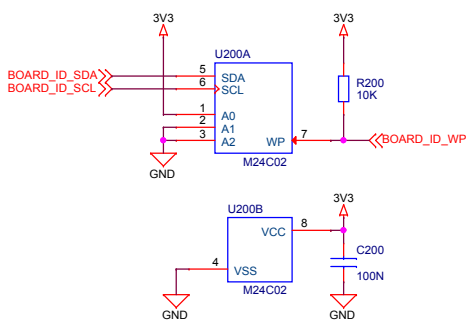 3V3
3V3
U200A
BOARD_ID_SDA
5
SDA
BOARD_ID_SCL
6
SCL
R200
10K
1
A0
2
A1
3
A2
WP
7
BOARD_ID_WP
GND
M24C02
3V3
U200B
VCC
8
C200
4
VSS
100N
M24C02
GND
GND